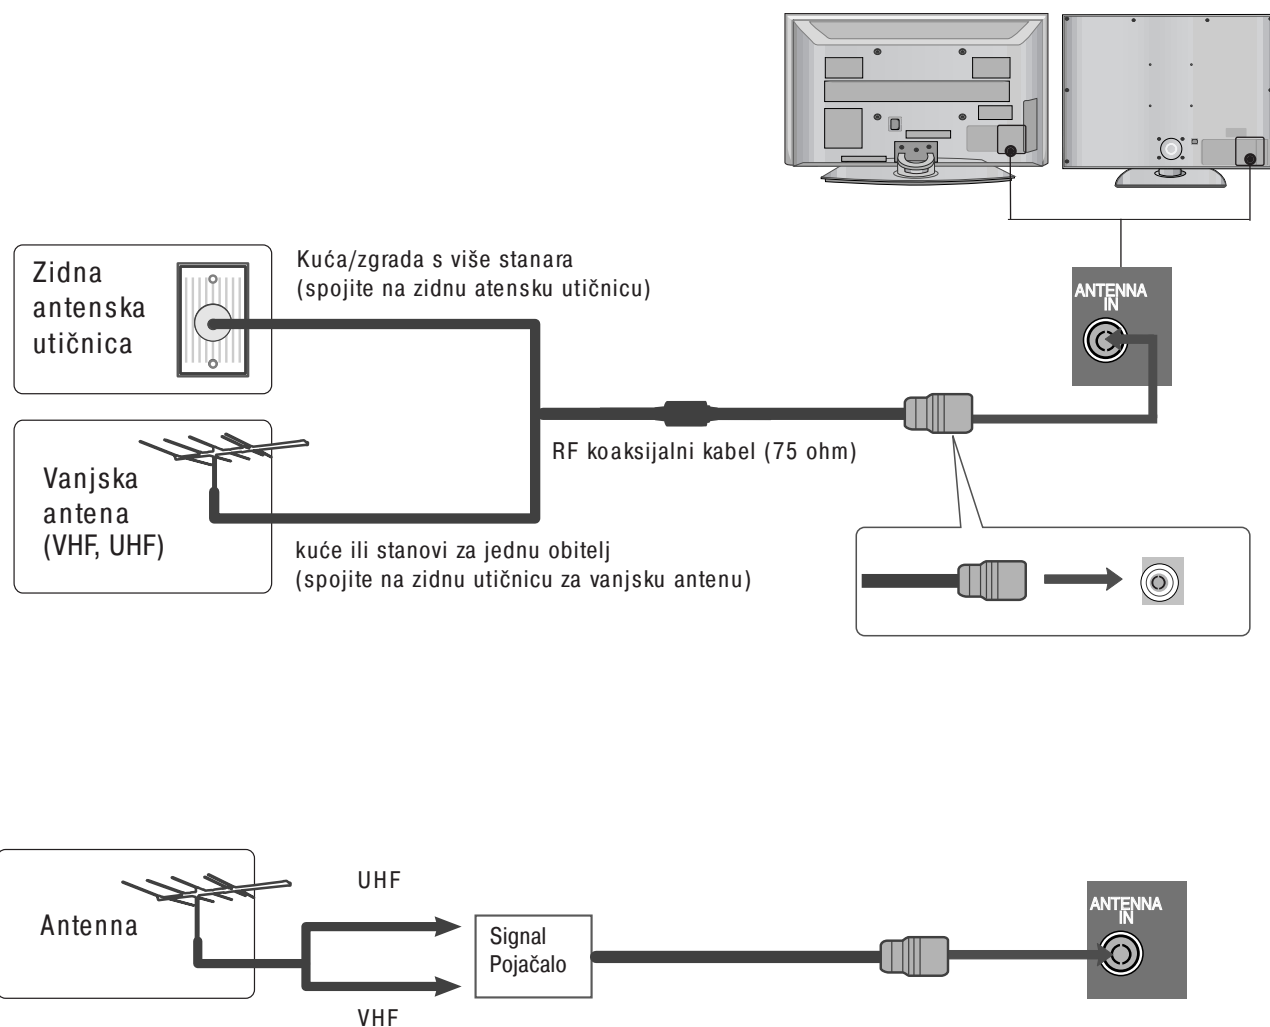 Zidna
antenska
utičnica
Kuća/zgrada s više stanara
(spojite na zidnu atensku utičnicu)
ANTENNA
IN
RF koaksijalni kabel (75 ohm)
Vanjska
antena
(VHF, UHF)
kuće ili stanovi za jednu obitelj
(spojite na zidnu utičnicu za vanjsku antenu)
Antenna
UHF
VHF
Signal
Pojačalo
ANTENNA
IN